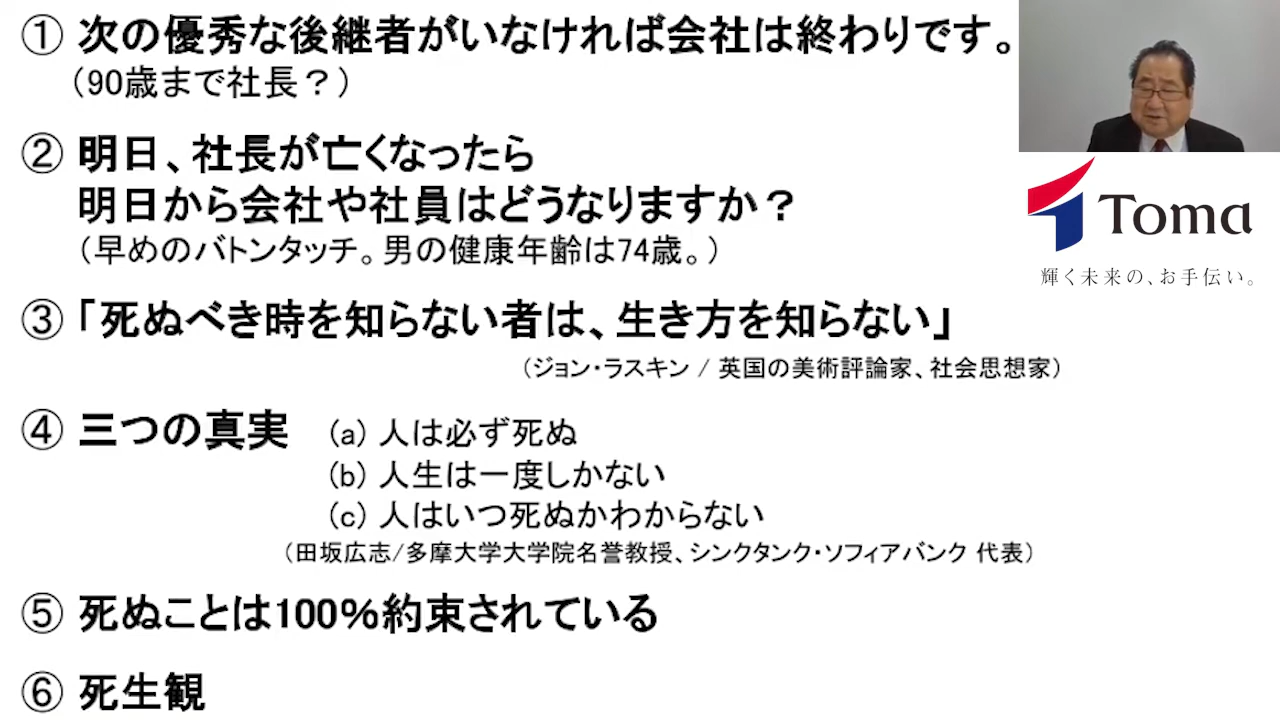 ① 次の優秀な後継者がいなければ会社は終わりです。
（90歳まで社長？）
② 明日、社長が亡くなったら
明日から会社や社員はどうなりますか？
（早めのバトンタッチ。男の健康年齢は74歳。）
③「死ぬべき時を知らない者は、生き方を知らない」
（ジョン・ラスキン / 英国の美術評論家、社会思想家）
④ 三つの真実 (a) 人は必ず死ぬ
(b) 人生は一度しかない
(c) 人はいつ死ぬかわからない
（田坂広志/多摩大学大学院名誉教授、シンクタンク・ソフィアバンク 代表）
⑤ 死ぬことは100%約束されている
⑥ 死生観
Toma
輝く未来の、お手伝い。